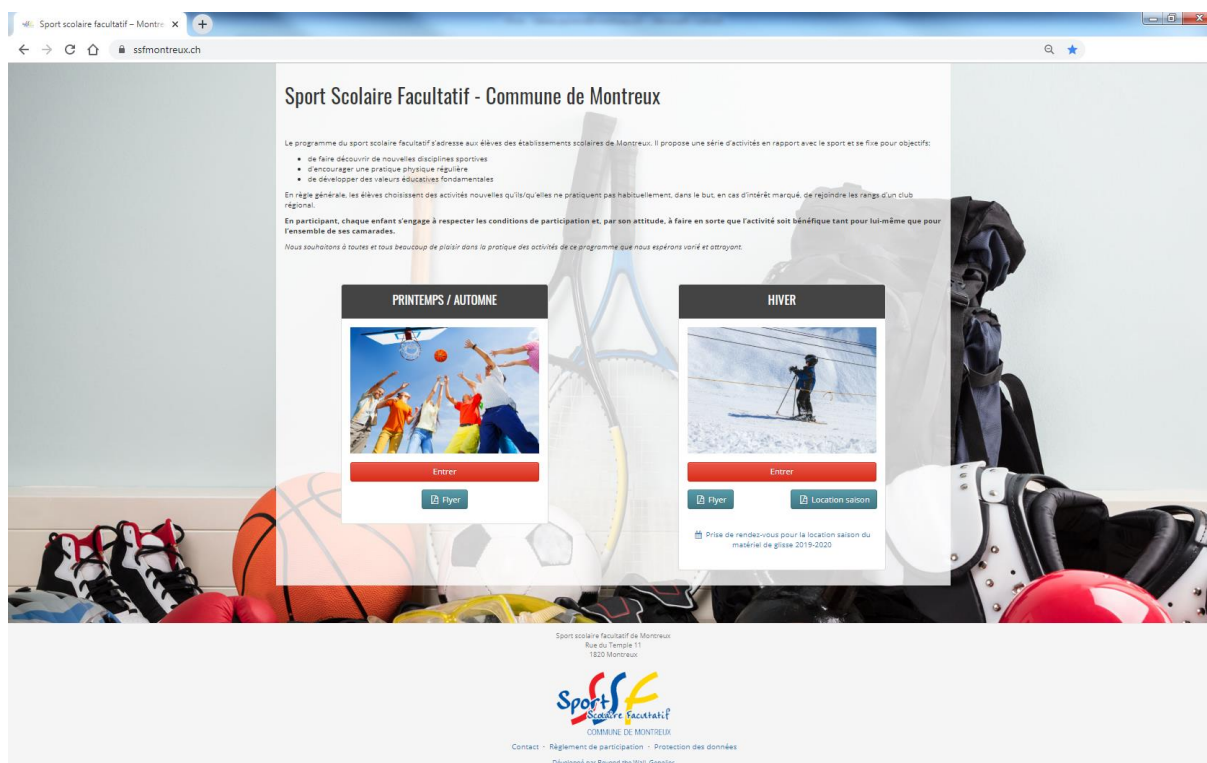 Sport scolaire facultatif – Montre
ssfmontreux.ch
Sport Scolaire Facultatif - Commune de Montreux
Le programme du sport scolaire facultatif s'adresse aux élèves des établissements scolaires de Montreux. Il propose une série d'activités en rapport avec le sport et se fixe pour objectifs:
de faire découvrir de nouvelles disciplines sportives
d'encourager une pratique physique régulière
de développer des valeurs éducatives fondamentales
En règle générale, les élèves choisissent des activités nouvelles qu'ils/qu'elles ne pratiquent pas habituellement, dans le but, en cas d'intérêt marqué, de rejoindre les rangs d'un club
régional.
En participant, chaque enfant s'engage à respecter les conditions de participation et, par son attitude, à faire en sorte que l'activité soit bénéfique tant pour lui-même que pour
l'ensemble de ses camarades.
Nous souhaitons à toutes et tous beaucoup de plaisir dans la pratique des activités de ce programme que nous espérons varié et attrayant.
PRINTEMPS / AUTOMNE
Entrer
Flyer
HIVER
Entrer
Flyer
Location saison
Prise de rendez-vous pour la location saison du
matériel de glisse 2019-2020
Sport scolaire facultatif de Montreux
Rue du Temple 11
1820 Montreux
Sport
Scolaire Facultatif
COMMUNE DE MONTREUX
Contact - Règlement de participation - Protection des données
Développé par Beyond the Wall, Genolier